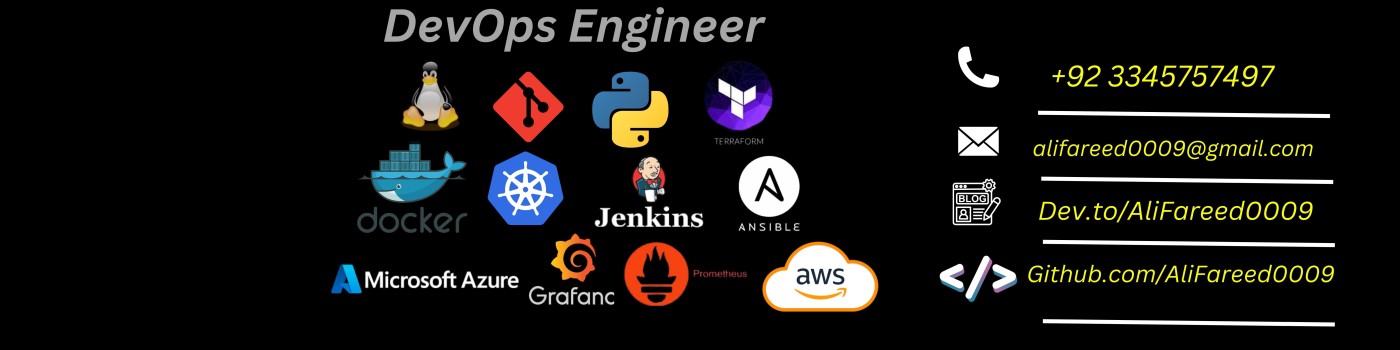 DevOps Engineer
TERRAFORM
docker
Jenkins
ANSIBLE
Microsoft Azure
Grafanc
Prometheus
aws
+92 3345757497
alifareed0009@gmail.com
BLOG
Dev.to/AliFareed0009
</>
Github.com/AliFareed0009